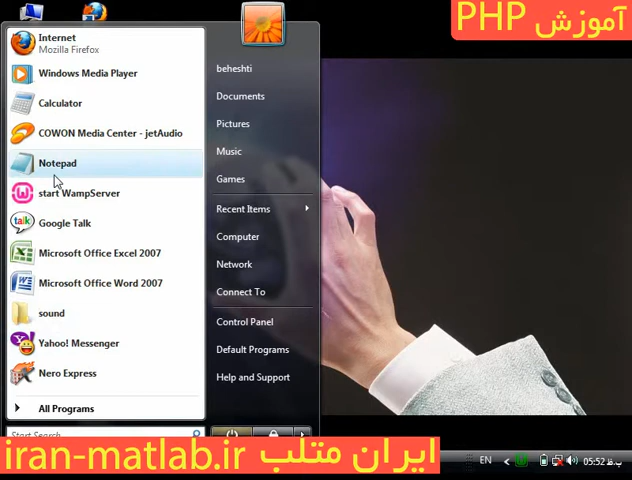 آموزش PHP
Internet
Mozilla Firefox
Windows Media Player
Calculator
COWON Media Center - jetAudio
Notepad
start WampServer
Google Talk
Microsoft Office Excel 2007
Microsoft Office Word 2007
sound
Yahoo! Messenger
Nero Express
All Programs
Start Search
beheshti
Documents
Pictures
Music
Games
Recent Items
Computer
Network
Connect To
Control Panel
Default Programs
Help and Support
ایران متلب iran-matlab.ir
EN
05:52 ب.ظ